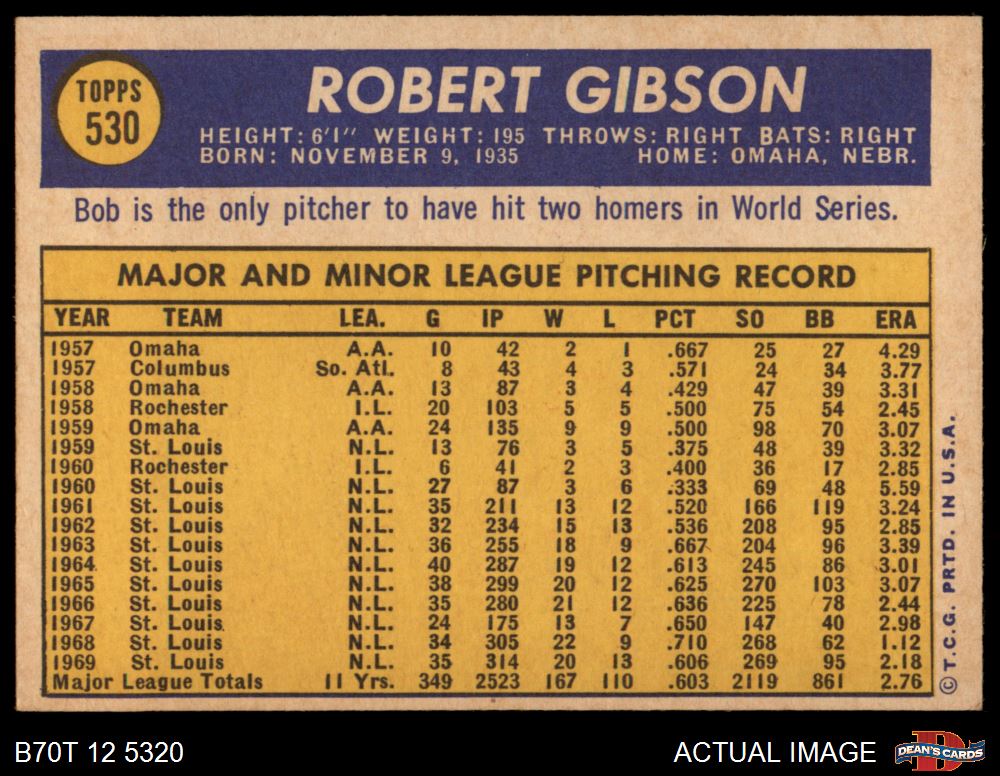 TOPPS
530
ROBERT GIBSON
HEIGHT: 6'1" WEIGHT: 195 THROWS: RIGHT BATS: RIGHT
BORN: NOVEMBER 9, 1935 HOME: OMAHA, NEBR.
Bob is the only pitcher to have hit two homers in World Series.
MAJOR AND MINOR LEAGUE PITCHING RECORD
YEAR TEAM LEA. G IP W L PCT SO BB ERA
1957 Omaha A.A. 10 42 2 1 .667 25 27 4.29
1957 Columbus So. Atl. 8 43 4 3 .571 24 34 3.77
1958 Omaha A.A. 13 87 3 4 .429 47 39 3.31
1958 Rochester I.L. 20 103 5 5 .500 75 54 2.45
1959 Omaha A.A. 24 135 9 9 .500 98 70 3.07
1959 St. Louis N.L. 13 76 3 5 .375 48 39 3.32
1960 Rochester I.L. 6 41 2 3 .400 36 17 2.85
1960 St. Louis N.L. 27 87 3 6 .333 69 48 5.59
1961 St. Louis N.L. 35 211 13 12 .520 166 119 3.24
1962 St. Louis N.L. 32 234 15 13 .536 208 95 2.85
1963 St. Louis N.L. 36 255 18 9 .667 204 96 3.39
1964 St. Louis N.L. 40 287 19 12 .613 245 86 3.01
1965 St. Louis N.L. 38 299 20 12 .625 270 103 3.07
1966 St. Louis N.L. 35 280 21 12 .636 225 78 2.44
1967 St. Louis N.L. 24 175 13 7 .650 147 40 2.98
1968 St. Louis N.L. 34 305 22 9 .710 268 62 1.12
1969 St. Louis N.L. 35 314 20 13 .606 269 95 2.18
Major League Totals 11 Yrs. 349 2523 167 110 .603 2119 861 2.76
© T.C.G. PRTD. IN U.S.A.
B70T 12 5320
ACTUAL IMAGE
DEAN'S CARDS